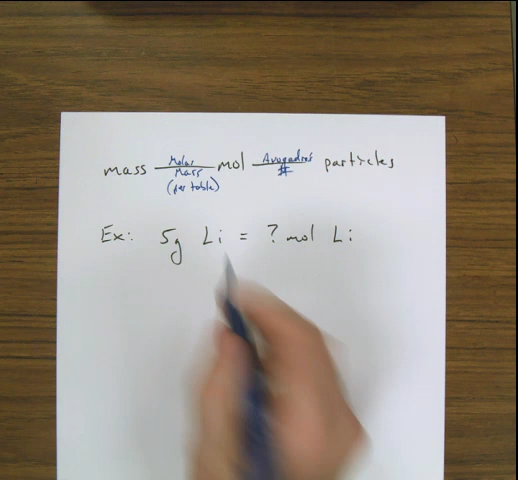 mass Molar Mass (per table) mol Avogadro's # particles
Ex: 5g Li = ? mol Li